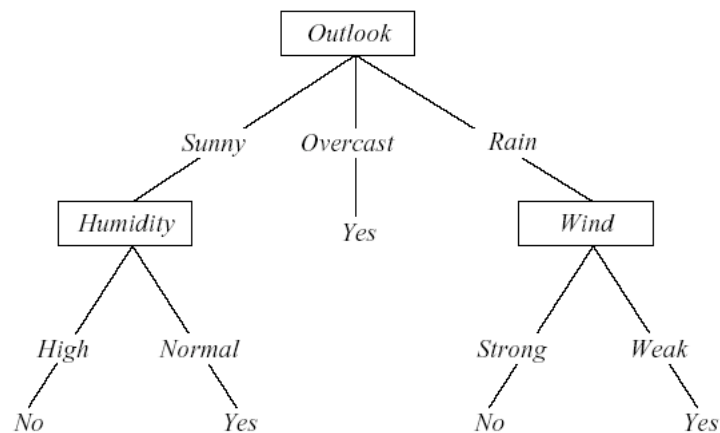 Outlook
Sunny Overcast Rain
Humidity Yes Wind
High Normal Strong Weak
No Yes No Yes